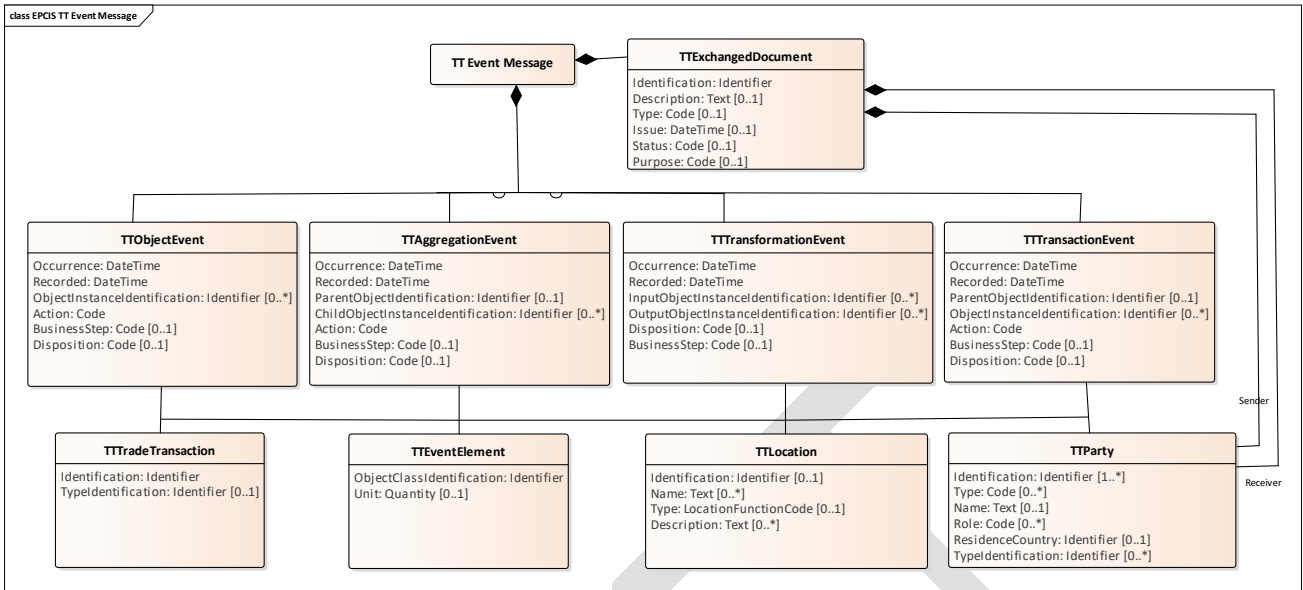 class EPCIS TT Event Message
TT Event Message
TTExchangedDocument
Identification: Identifier
Description: Text [0..1]
Type: Code [0..1]
Issue: DateTime [0..1]
Status: Code [0..1]
Purpose: Code [0..1]
TTObjectEvent
Occurrence: DateTime
Recorded: DateTime
ObjectInstanceIdentification: Identifier [0..*]
Action: Code
BusinessStep: Code [0..1]
Disposition: Code [0..1]
TTAggregationEvent
Occurrence: DateTime
Recorded: DateTime
ParentObjectIdentification: Identifier [0..1]
ChildObjectInstanceIdentification: Identifier [0..*]
Action: Code
BusinessStep: Code [0..1]
Disposition: Code [0..1]
TTTransformationEvent
Occurrence: DateTime
Recorded: DateTime
InputObjectInstanceIdentification: Identifier [0..*]
OutputObjectInstanceIdentification: Identifier [0..*]
Disposition: Code [0..1]
BusinessStep: Code [0..1]
TTTransactionEvent
Occurrence: DateTime
Recorded: DateTime
ParentObjectIdentification: Identifier [0..1]
ObjectInstanceIdentification: Identifier [0..*]
Action: Code
BusinessStep: Code [0..1]
Disposition: Code [0..1]
Sender
Receiver
TTTradeTransaction
Identification: Identifier
TypeIdentification: Identifier [0..1]
TTEventElement
ObjectClassIdentification: Identifier
Unit: Quantity [0..1]
TTLocation
Identification: Identifier [0..1]
Name: Text [0..*]
Type: LocationFunctionCode [0..1]
Description: Text [0..*]
TTParty
Identification: Identifier [1..*]
Type: Code [0..*]
Name: Text [0..1]
Role: Code [0..*]
ResidenceCountry: Identifier [0..1]
TypeIdentification: Identifier [0..*]